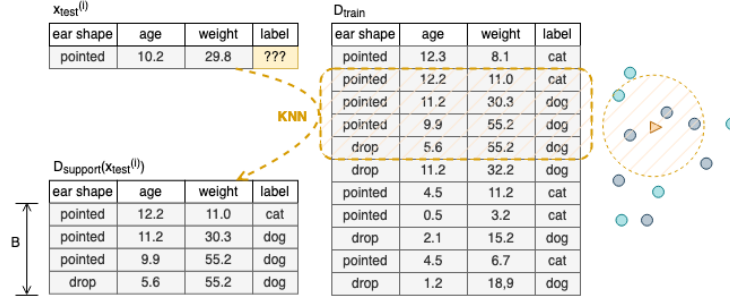 x_test^(i)
ear shape age weight label
pointed 10.2 29.8 ???
KNN
D_support(x_test^(i))
ear shape age weight label
pointed 12.2 11.0 cat
pointed 11.2 30.3 dog
pointed 9.9 55.2 dog
drop 5.6 55.2 dog
B
D_train
ear shape age weight label
pointed 12.3 8.1 cat
pointed 12.2 11.0 cat
pointed 11.2 30.3 dog
pointed 9.9 55.2 dog
drop 5.6 55.2 dog
drop 11.2 32.2 dog
pointed 4.5 11.2 cat
pointed 0.5 3.2 cat
drop 2.1 15.2 dog
pointed 4.5 6.7 cat
drop 1.2 18,9 dog